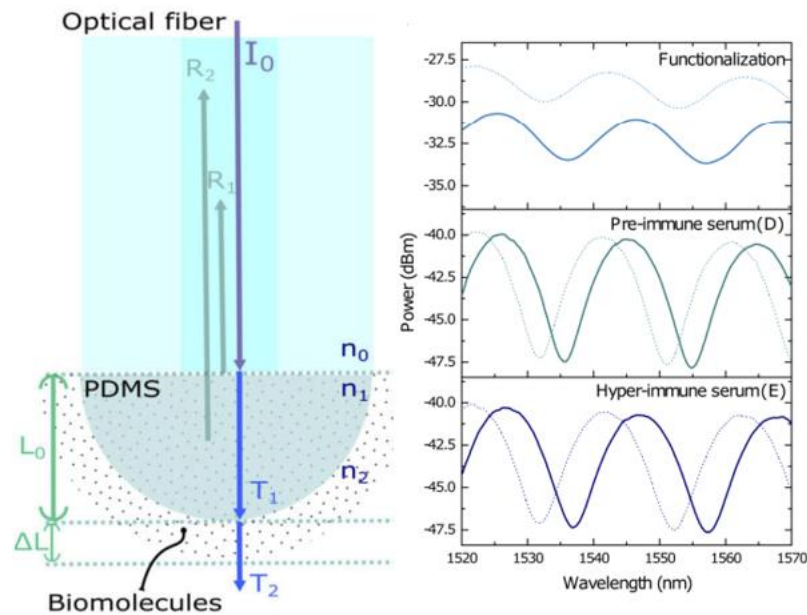 Optical fiber
I₀
R₂
R₁
n₀
PDMS
n₁
L₀
n₂
T₁
ΔL
T₂
Biomolecules
Functionalization
-27.5
-30.0
-32.5
-35.0
Pre-immune serum(D)
-40.0
-42.5
-45.0
-47.5
Hyper-immune serum(E)
-40.0
-42.5
-45.0
-47.5
Power (dBm)
1520 1530 1540 1550 1560 1570
Wavelength (nm)